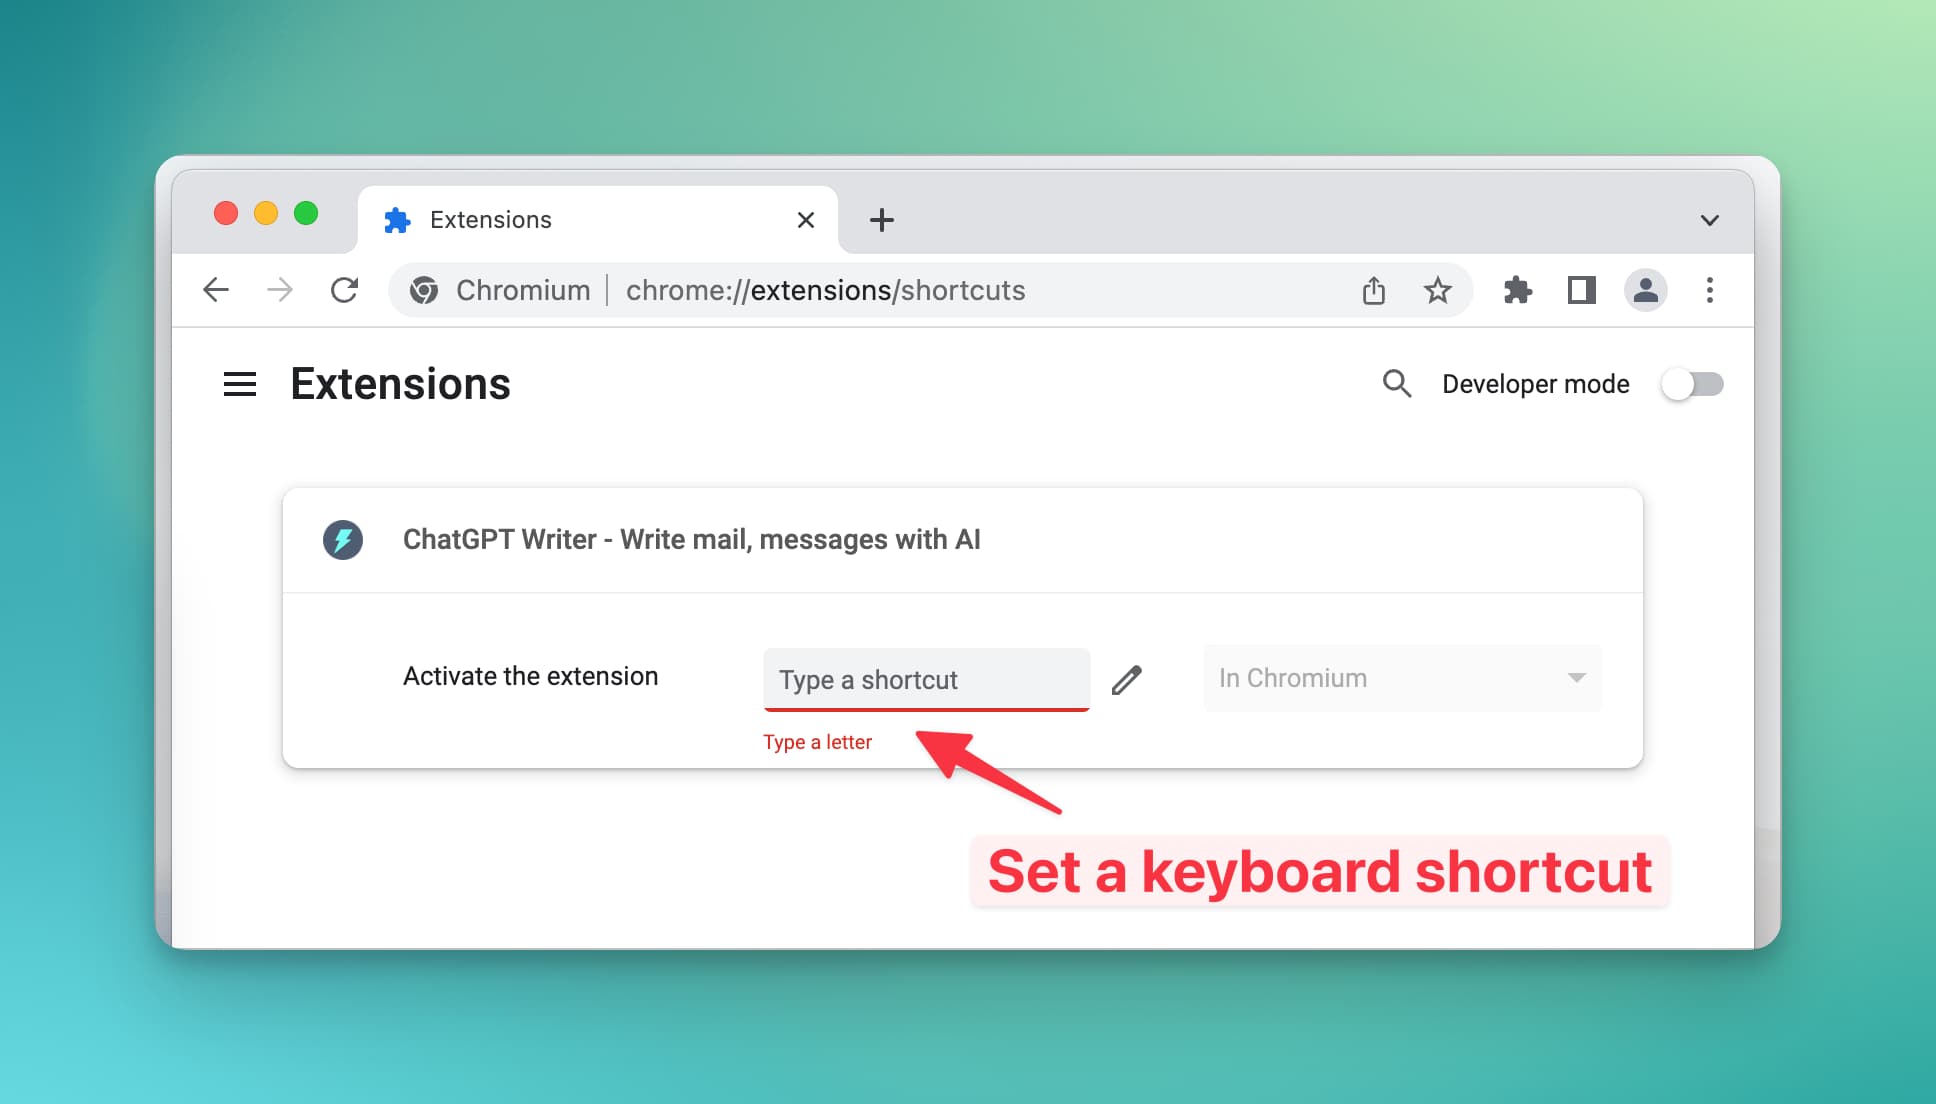 Extensions
Chromium | chrome://extensions/shortcuts
Extensions
Developer mode
ChatGPT Writer - Write mail, messages with AI
Activate the extension
Type a shortcut
In Chromium
Type a letter
Set a keyboard shortcut